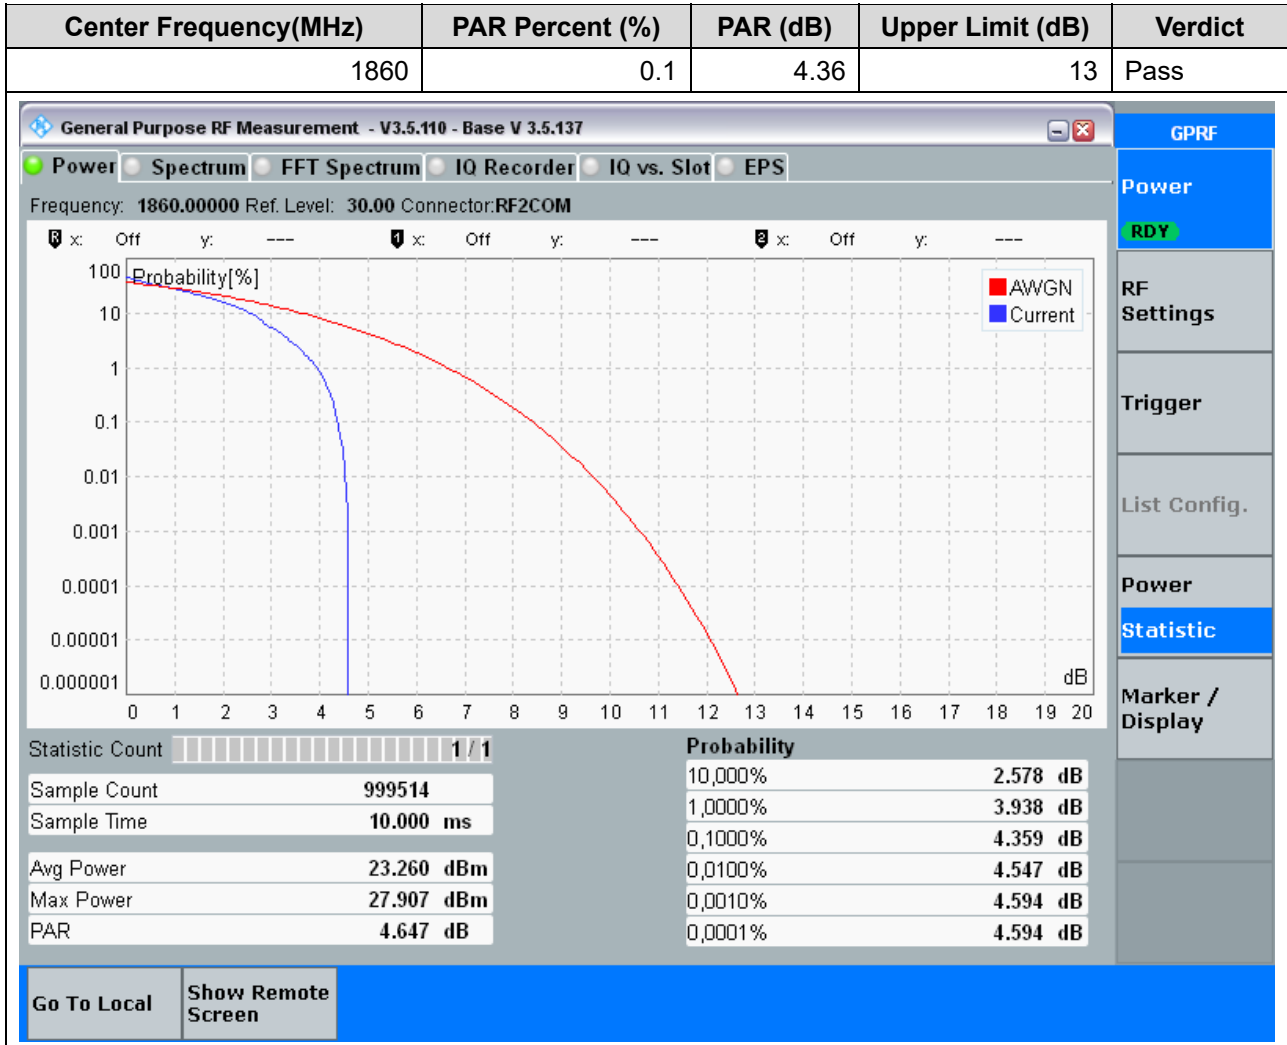 Center Frequency(MHz) PAR Percent (%) PAR (dB) Upper Limit (dB) Verdict
1860 0.1 4.36 13 Pass
General Purpose RF Measurement - V3.5.110 - Base V 3.5.137
GPRF
Power Spectrum FFT Spectrum IQ Recorder IQ vs. Slot EPS
Power
RDY
Frequency: 1860.00000 Ref. Level: 30.00 Connector:RF2COM
R x: Off y: --- 1 x: Off y: --- 2 x: Off y: ---
Probability[%]
100
10
1
0.1
0.01
0.001
0.0001
0.00001
0.000001
AWGN
Current
dB
0 1 2 3 4 5 6 7 8 9 10 11 12 13 14 15 16 17 18 19 20
RF
Settings
Trigger
List Config.
Power
Statistic
Marker /
Display
Statistic Count 1 / 1
Sample Count 999514
Sample Time 10.000 ms
Avg Power 23.260 dBm
Max Power 27.907 dBm
PAR 4.647 dB
Probability
10,000% 2.578 dB
1,0000% 3.938 dB
0,1000% 4.359 dB
0,0100% 4.547 dB
0,0010% 4.594 dB
0,0001% 4.594 dB
Go To Local
Show Remote
Screen